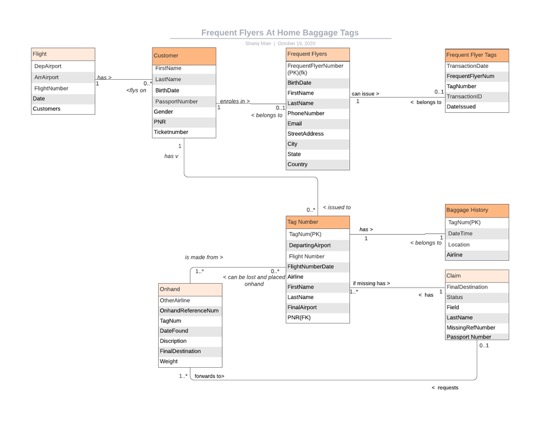 Frequent Flyers At Home Baggage Tags
October 15, 2020
Flight
DepAirport
ArrAirport
FlightNumber
Date
Customers
has >
1
0..*
<flys on
Customer
FirstName
LastName
BirthDate
PassportNumber
Gender
PNR
Ticketnumber
enroles in >
1
0..1
< belongs to
Frequent Flyers
FrequentFlyerNumber
(PK)(fk)
BirthDate
FirstName
LastName
PhoneNumber
Email
StreetAddress
City
State
Country
can issue >
1
0..1
< belongs to
Frequent Flyer Tags
TransactionDate
FrequentFlyerNum
TagNumber
TransactionID
DateIssued
1
has v
0..*
< issued to
Tag Number
TagNum(PK)
DepartingAirport
Flight Number
FlightNumberDate
Airline
FirstName
LastName
FinalAirport
PNR(FK)
has >
1
1
< belongs to
Baggage History
TagNum(PK)
DateTime
Location
Airline
is made from >
1..*
0..*
< can be lost and placed
onhand
if missing has >
1..*
1
< has
Claim
FinalDestination
Status
Field
LastName
MissingRefNumber
Passport Number
Onhand
OtherAirline
OnhandReferenceNum
TagNum
DateFound
Discription
FinalDestination
Weight
0..1
1..*
forwards to>
< requests